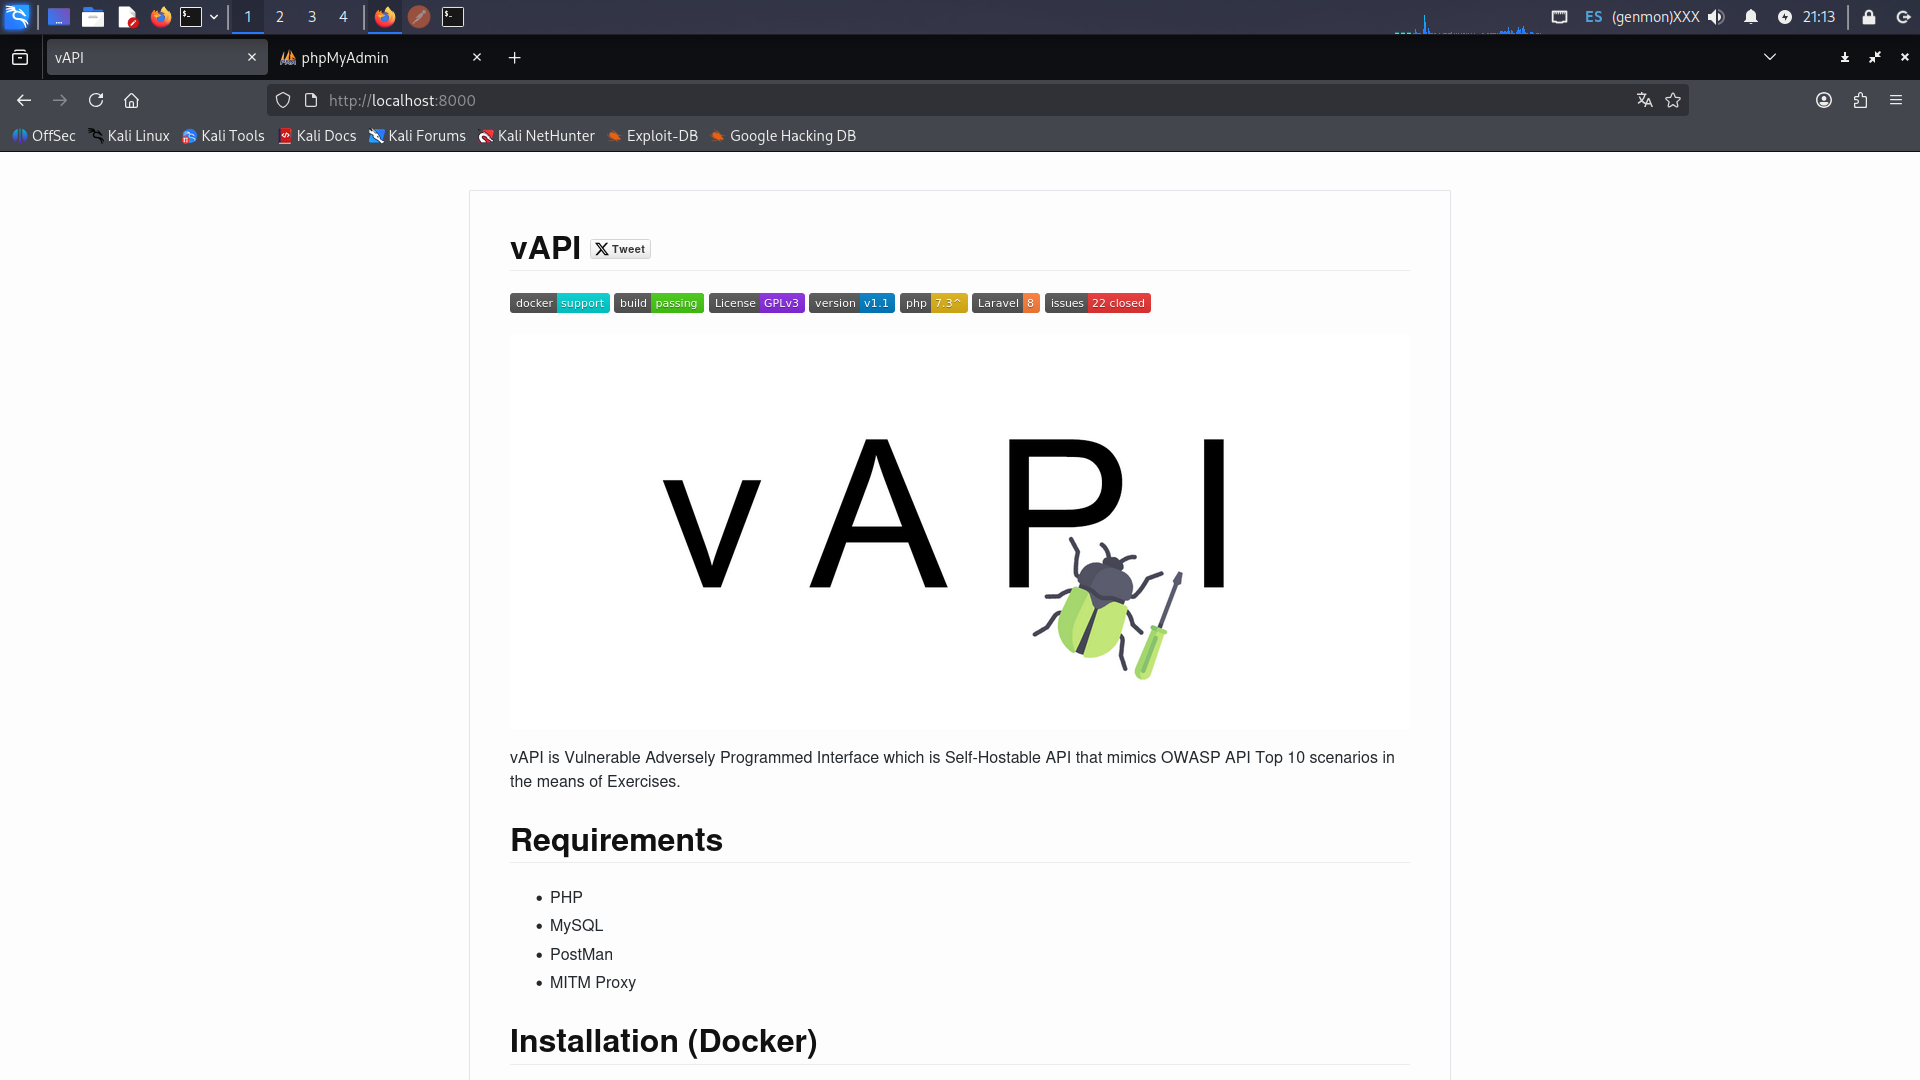 1 2 3 4 ES (genmon)XXX 21:13
vAPI phpMyAdmin
http://localhost:8000
OffSec Kali Linux Kali Tools Kali Docs Kali Forums Kali NetHunter Exploit-DB Google Hacking DB
vAPI Tweet
docker support build passing License GPLv3 version v1.1 php 7.3^ Laravel 8 issues 22 closed
vAPI
vAPI is Vulnerable Adversely Programmed Interface which is Self-Hostable API that mimics OWASP API Top 10 scenarios in
the means of Exercises.
Requirements
• PHP
• MySQL
• PostMan
• MITM Proxy
Installation (Docker)